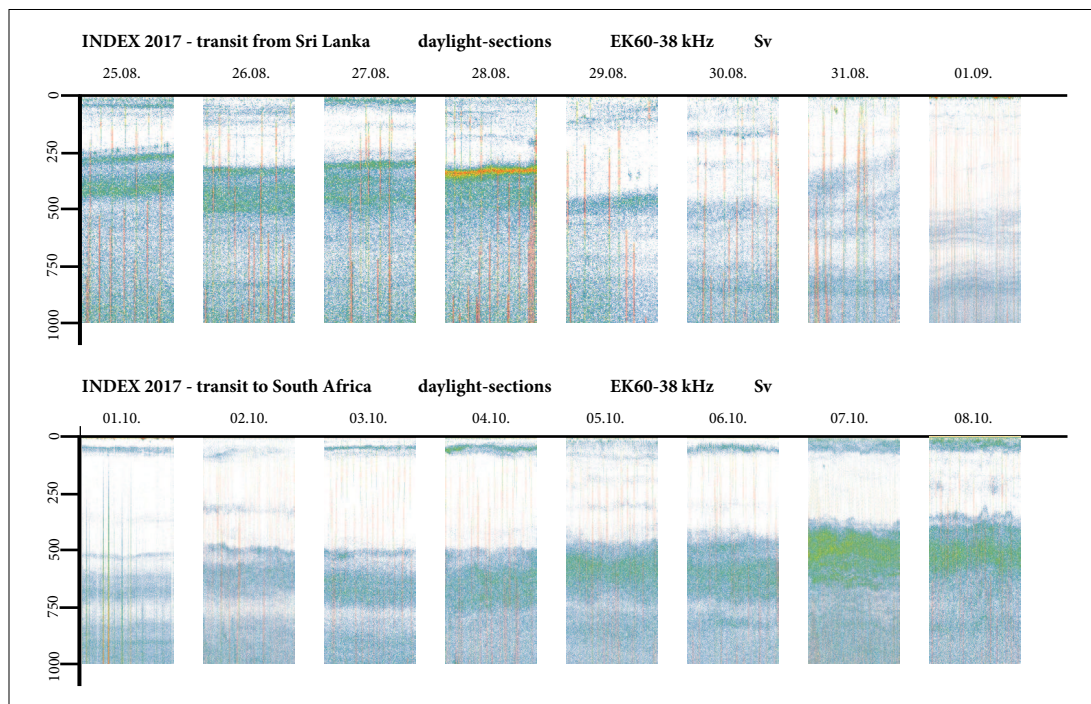 INDEX 2017 - transit from Sri Lanka daylight-sections EK60-38 kHz Sv
25.08. 26.08. 27.08. 28.08. 29.08. 30.08. 31.08. 01.09.
0
250
500
750
1000
INDEX 2017 - transit to South Africa daylight-sections EK60-38 kHz Sv
01.10. 02.10. 03.10. 04.10. 05.10. 06.10. 07.10. 08.10.
0
250
500
750
1000